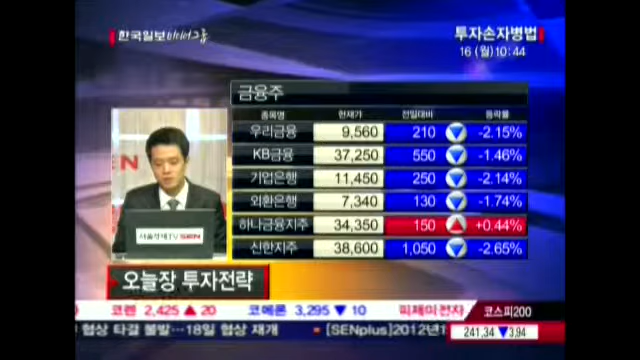 한국일보 미디어그룹
투자손자병법
16 (월) 10:44
금융주
종목명 현재가 전일대비 등락률
우리금융 9,560 210 ▼ -2.15%
KB금융 37,250 550 ▼ -1.46%
기업은행 11,450 250 ▼ -2.14%
외환은행 7,340 130 ▼ -1.74%
하나금융지주 34,350 150 ▲ +0.44%
신한지주 38,600 1,050 ▼ -2.65%
서울경제TV SEN
오늘장 투자전략
코렌 2,425 ▲ 20 코메론 3,295 ▼ 10 피제이전자 코스피200
협상 타결 불발…18일 협상 재개 [SENplus]2012년 241,34 ▼3,94